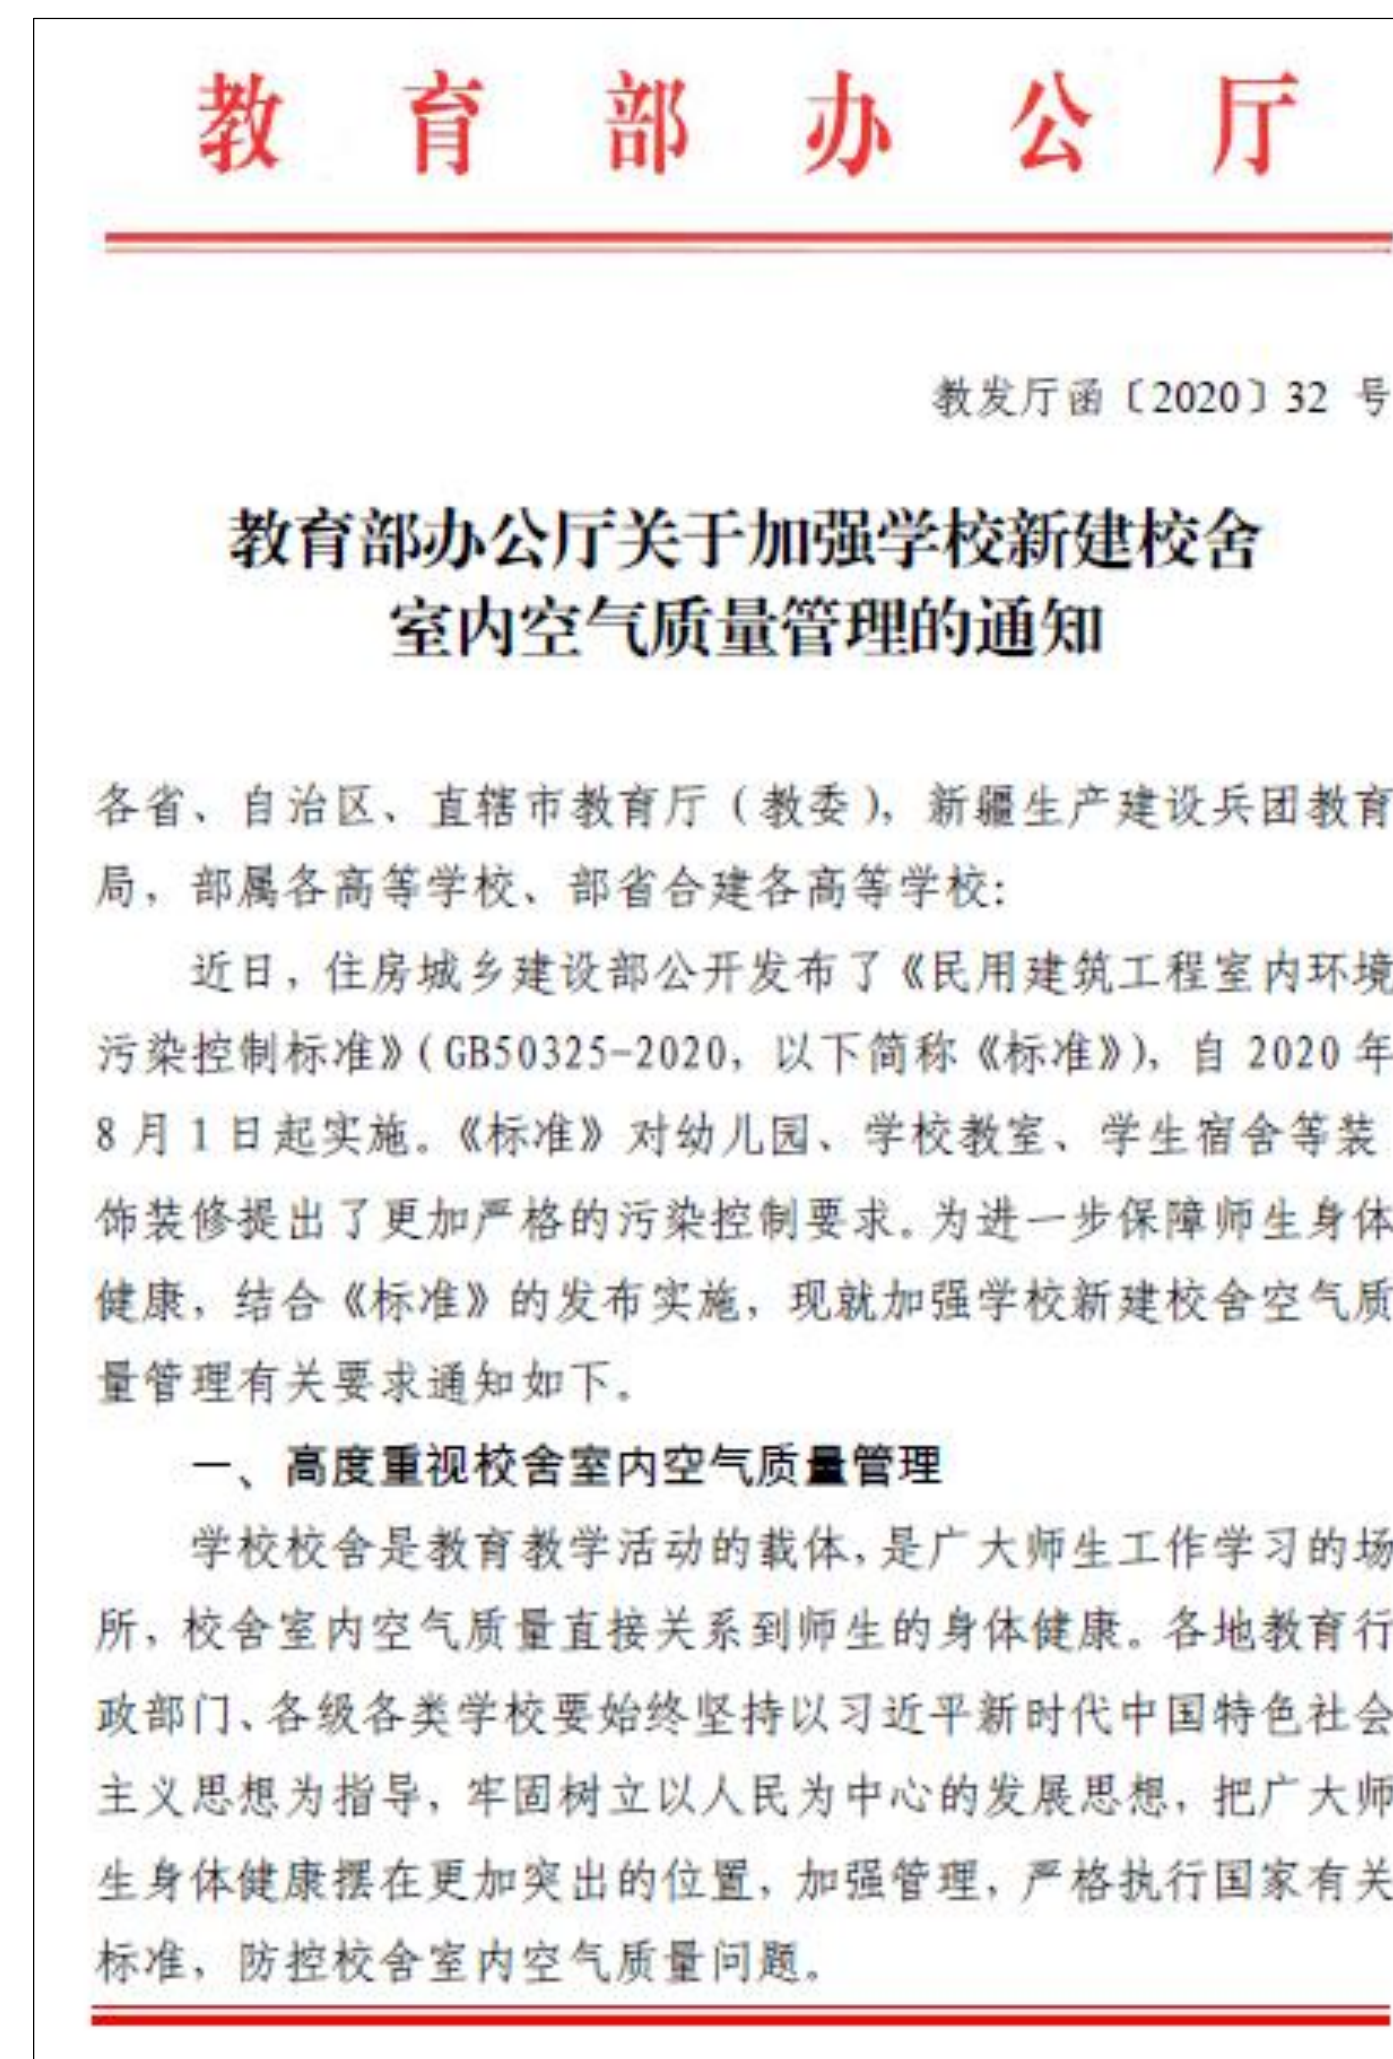 教育部办公厅
教发厅函〔2020〕32 号
教育部办公厅关于加强学校新建校舍
室内空气质量管理的通知
各省、自治区、直辖市教育厅（教委），新疆生产建设兵团教育
局，部属各高等学校、部省合建各高等学校：
近日，住房城乡建设部公开发布了《民用建筑工程室内环境
污染控制标准》（GB50325-2020，以下简称《标准》），自 2020 年
8 月 1 日起实施。《标准》对幼儿园、学校教室、学生宿舍等装
饰装修提出了更加严格的污染控制要求。为进一步保障师生身体
健康，结合《标准》的发布实施，现就加强学校新建校舍空气质
量管理有关要求通知如下。
一、高度重视校舍室内空气质量管理
学校校舍是教育教学活动的载体，是广大师生工作学习的场
所，校舍室内空气质量直接关系到师生的身体健康。各地教育行
政部门、各级各类学校要始终坚持以习近平新时代中国特色社会
主义思想为指导，牢固树立以人民为中心的发展思想，把广大师
生身体健康摆在更加突出的位置，加强管理，严格执行国家有关
标准，防控校舍室内空气质量问题。